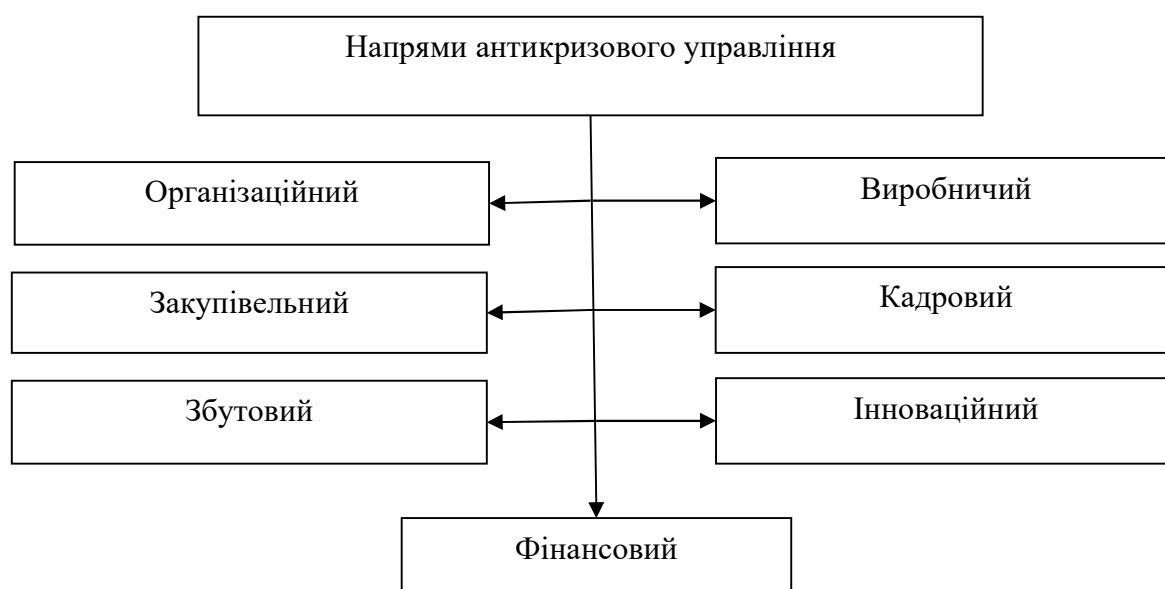 Напрями антикризового управління
Організаційний
Виробничий
Закупівельний
Кадровий
Збутовий
Інноваційний
Фінансовий